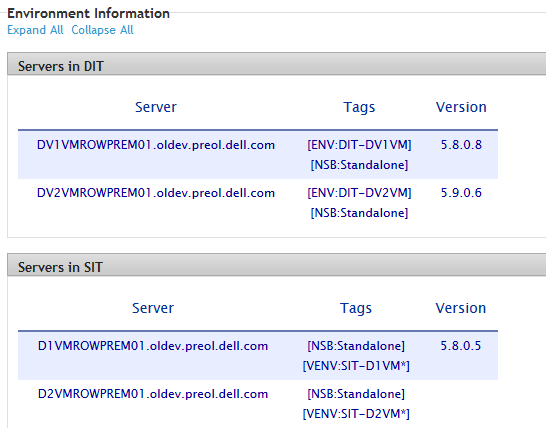 Environment Information
Expand All Collapse All
Servers in DIT
Server Tags Version
DV1VMROWPREM01.oldev.preol.dell.com [ENV:DIT-DV1VM] 5.8.0.8
[NSB:Standalone]
DV2VMROWPREM01.oldev.preol.dell.com [ENV:DIT-DV2VM] 5.9.0.6
[NSB:Standalone]
Servers in SIT
Server Tags Version
D1VMROWPREM01.oldev.preol.dell.com [NSB:Standalone] 5.8.0.5
[VENV:SIT-D1VM*]
D2VMROWPREM01.oldev.preol.dell.com [NSB:Standalone]
[VENV:SIT-D2VM*]